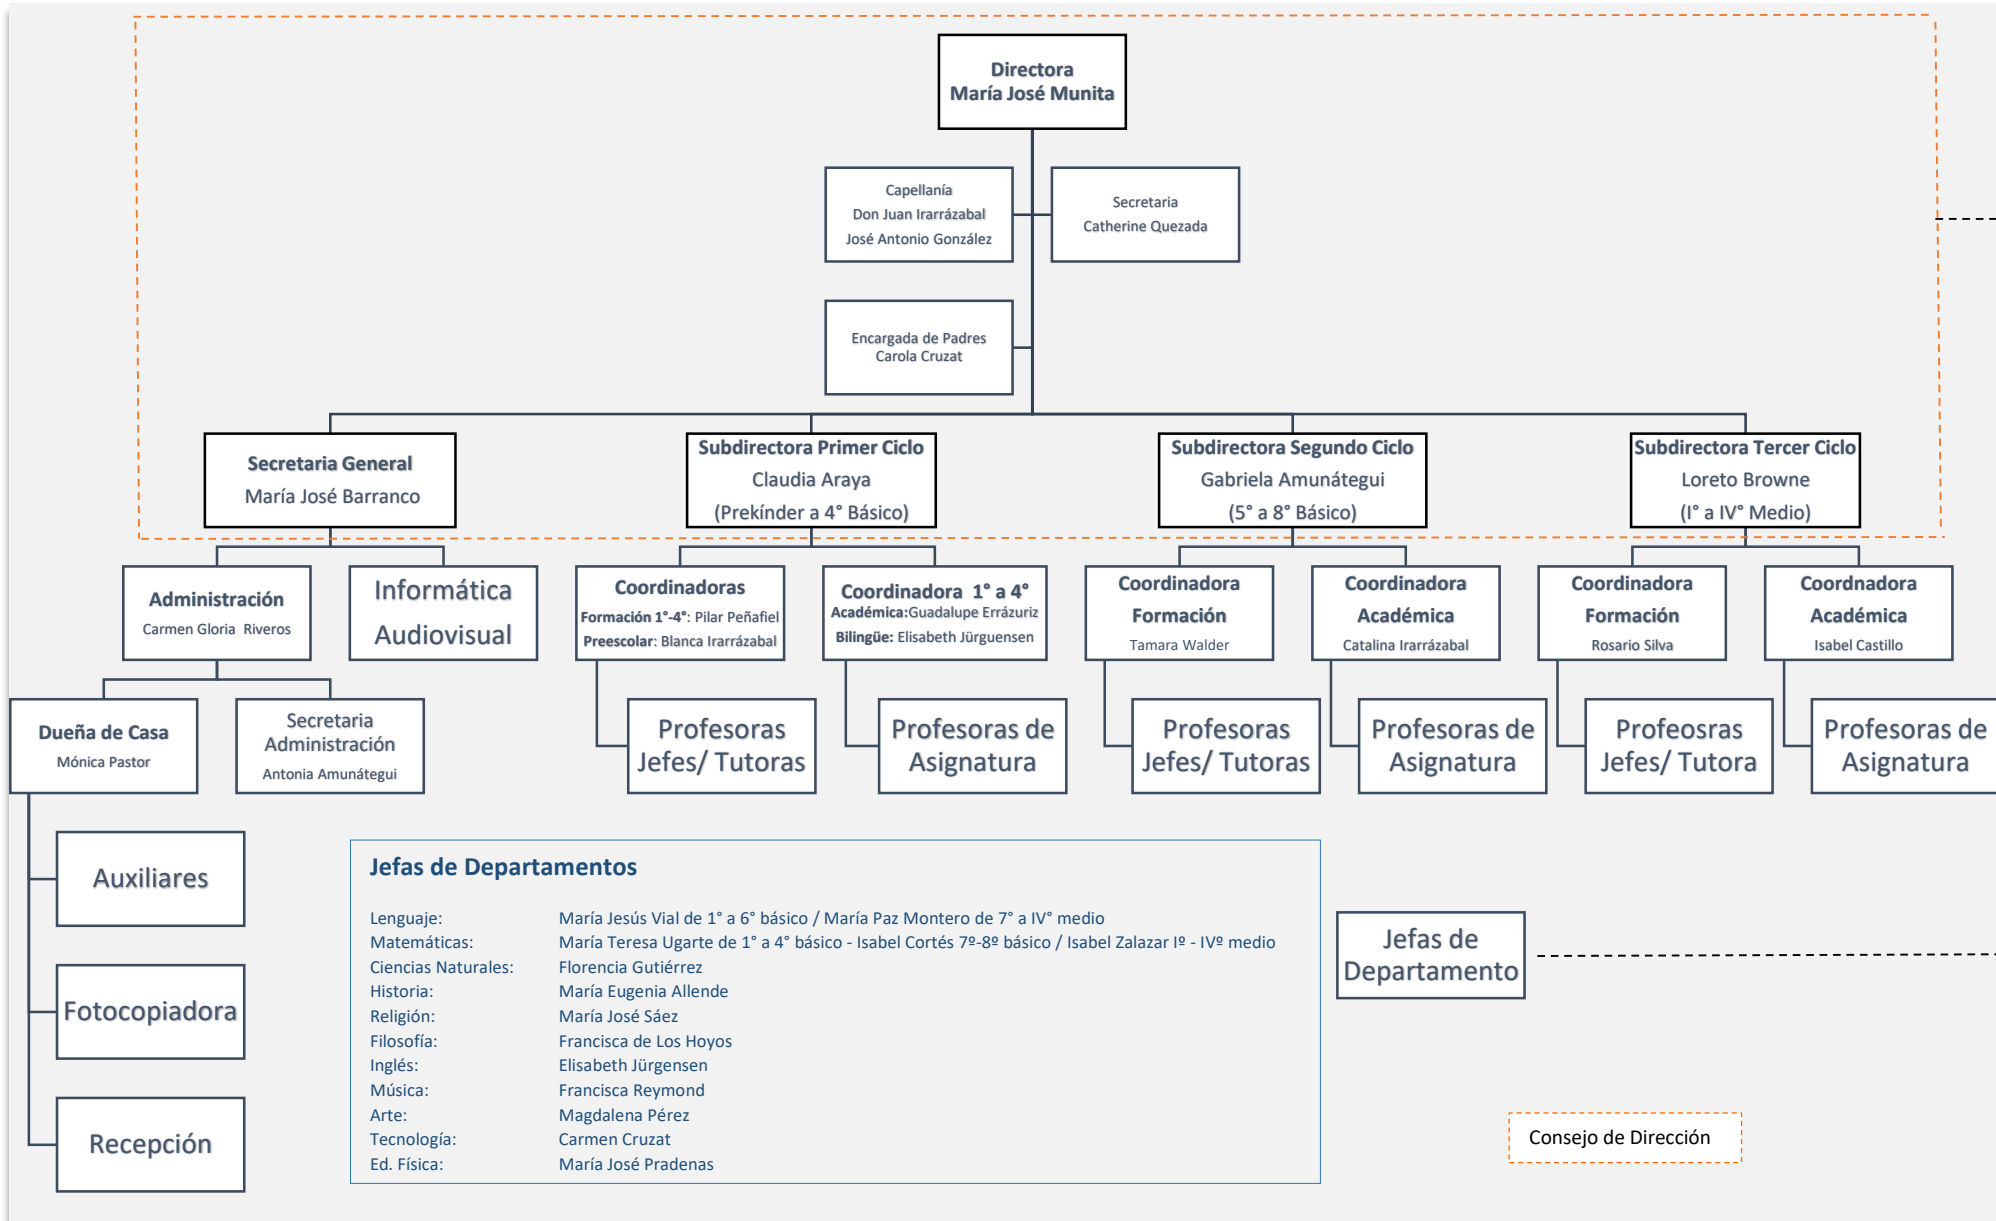 Directora
María José Munita
Capellanía
Don Juan Irarrázabal
José Antonio González
Secretaria
Catherine Quezada
Encargada de Padres
Carola Cruzat
Secretaria General
María José Barranco
Subdirectora Primer Ciclo
Claudia Araya
(Prekínder a 4° Básico)
Subdirectora Segundo Ciclo
Gabriela Amunátegui
(5° a 8° Básico)
Subdirectora Tercer Ciclo
Loreto Browne
(I° a IV° Medio)
Administración
Carmen Gloria  Riveros
Informática
Audiovisual
Coordinadoras
Formación 1°-4°: Pilar Peñafiel
Preescolar: Blanca Irarrázabal
Coordinadora  1° a 4°
Académica:Guadalupe Errázuriz
Bilingüe: Elisabeth Jürguensen
Coordinadora
Formación
Tamara Walder
Coordinadora
Académica
Catalina Irarrázabal
Coordinadora
Formación
Rosario Silva
Coordnadora
Académica
Isabel Castillo
Dueña de Casa
Mónica Pastor
Secretaria
Administración
Antonia Amunátegui
Profesoras
Jefes/ Tutoras
Profesoras de
Asignatura
Profesoras
Jefes/ Tutoras
Profesoras de
Asignatura
Profeosras
Jefes/ Tutora
Profesoras de
Asignatura
Auxiliares
Fotocopiadora
Recepción
Jefas de Departamentos
Lenguaje: María Jesús Vial de 1° a 6° básico / María Paz Montero de 7° a IV° medio
Matemáticas: María Teresa Ugarte de 1° a 4° básico - Isabel Cortés 7º-8º básico / Isabel Zalazar Iº - IVº medio
Ciencias Naturales: Florencia Gutiérrez
Historia: María Eugenia Allende
Religión: María José Sáez
Filosofía: Francisca de Los Hoyos
Inglés: Elisabeth Jürgensen
Música: Francisca Reymond
Arte: Magdalena Pérez
Tecnología: Carmen Cruzat
Ed. Física: María José Pradenas
Jefas de
Departamento
Consejo de Dirección